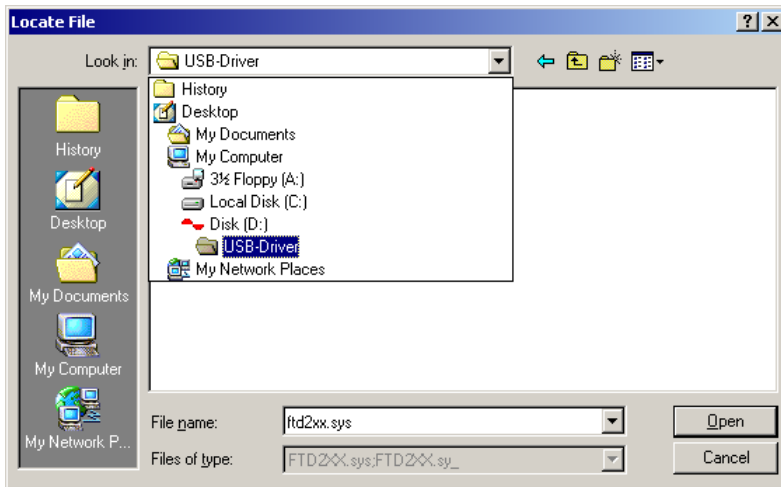 Locate File
Look in:
USB-Driver
History
Desktop
My Documents
My Computer
3½ Floppy (A:)
Local Disk (C:)
Disk (D:)
USB-Driver
My Network Places
History
Desktop
My Documents
My Computer
My Network P...
File name:
ftd2xx.sys
Open
Files of type:
FTD2XX.sys;FTD2XX.sy_
Cancel